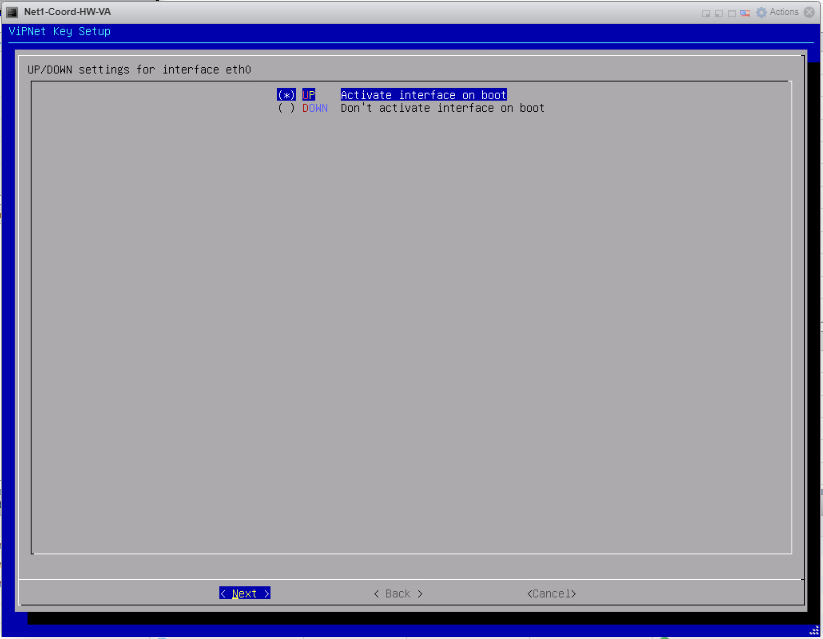 Net1-Coord-HW-VA Actions
ViPNet Key Setup
UP/DOWN settings for interface eth0
(*) UP Activate interface on boot
( ) DOWN Don't activate interface on boot
< Next > < Back > <Cancel>